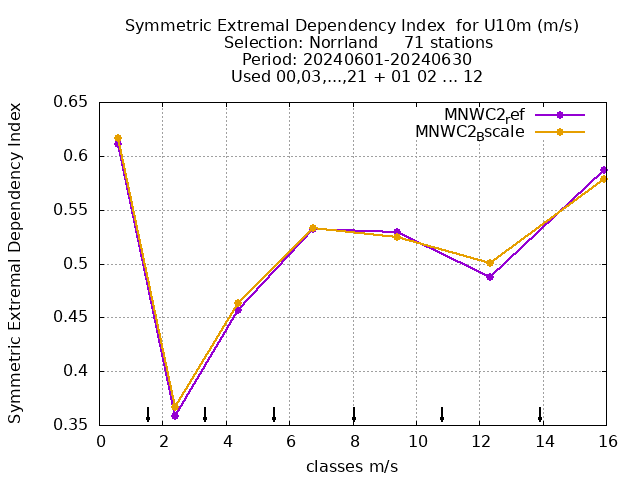 Symmetric Extremal Dependency Index  for U10m (m/s)
Selection: Norrland     71 stations
Period: 20240601-20240630
Used 00,03,...,21 + 01 02 ... 12
Symmetric Extremal Dependency Index
0.65
0.6
0.55
0.5
0.45
0.4
0.35
MNWC2ref
MNWC2Bscale
0 2 4 6 8 10 12 14 16
classes m/s